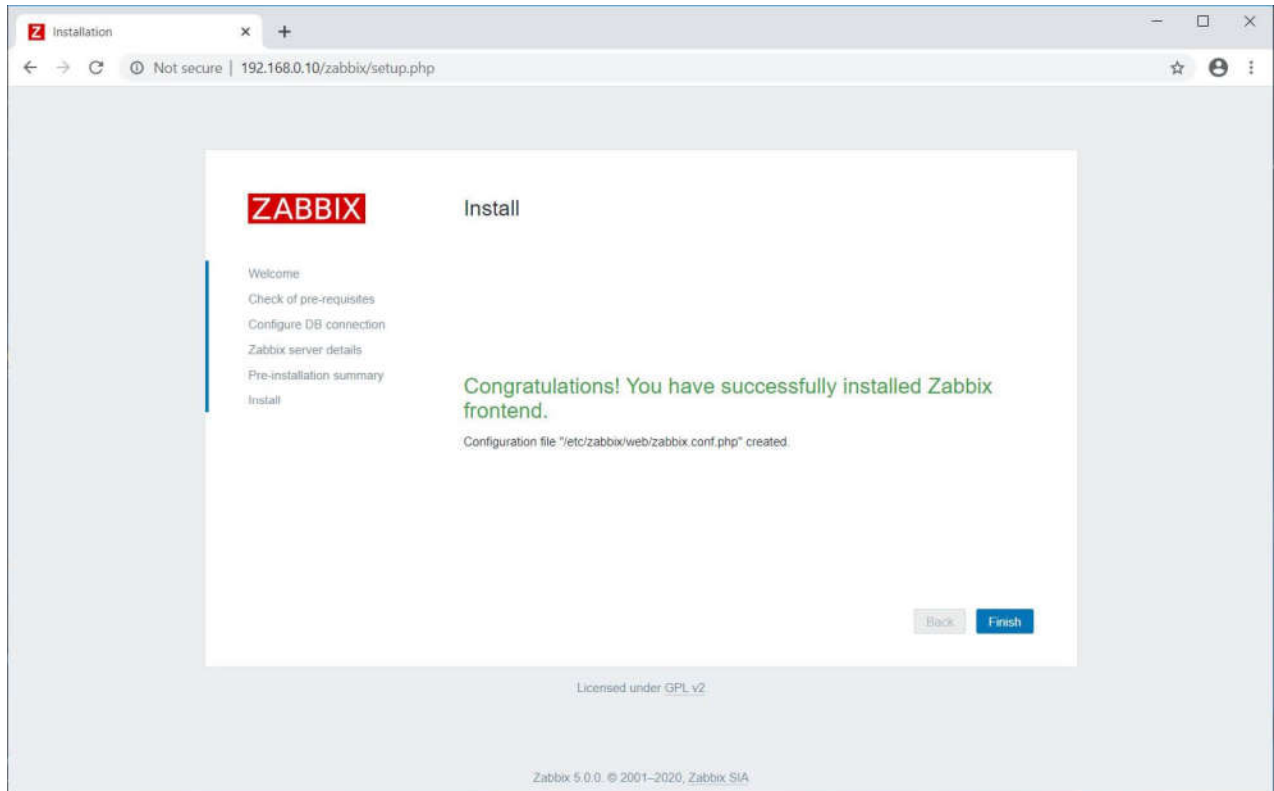 Z Installation
Not secure | 192.168.0.10/zabbix/setup.php
ZABBIX
Install
Welcome
Check of pre-requisites
Configure DB connection
Zabbix server details
Pre-installation summary
Install
Congratulations! You have successfully installed Zabbix
frontend.
Configuration file "/etc/zabbix/web/zabbix.conf.php" created.
Back Finish
Licensed under GPL v2
Zabbix 5.0.0. © 2001–2020, Zabbix SIA